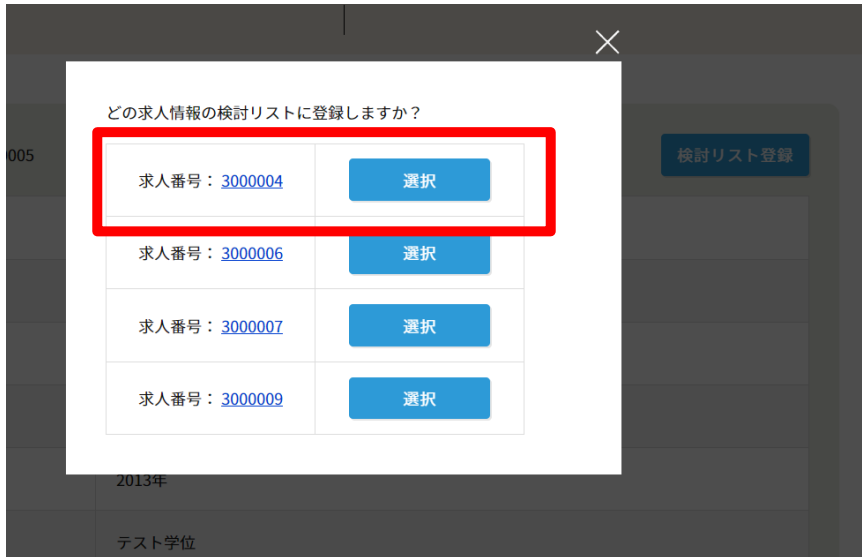 どの求人情報の検討リストに登録しますか？
0005
検討リスト登録
求人番号： 3000004 選択
求人番号： 3000006 選択
求人番号： 3000007 選択
求人番号： 3000009 選択
2013年
テスト学位